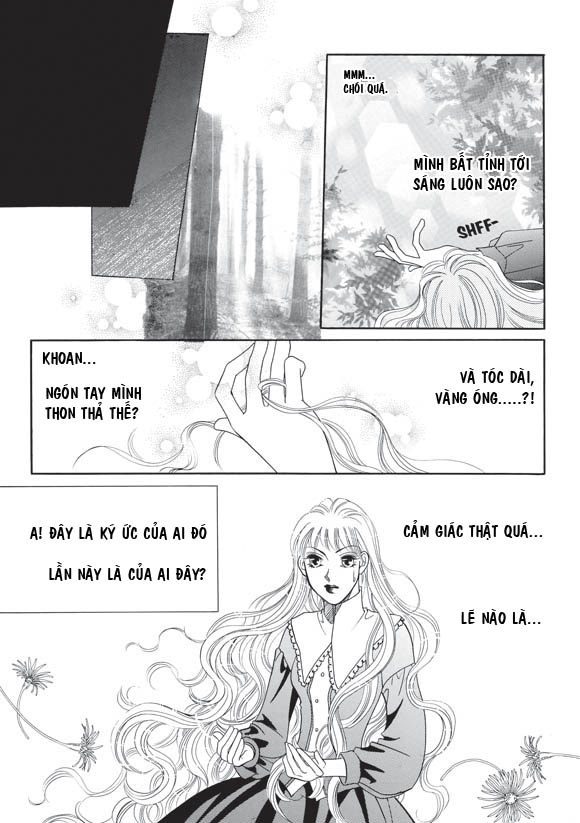 MMM...
CHÓI QUÁ.
MÌNH BẤT TỈNH TỚI
SÁNG LUÔN SAO?
SHFF-
KHOAN...
NGÓN TAY MÌNH
THON THẢ THẾ?
VÀ TÓC DÀI,
VÀNG ÓNG.....?!
A! ĐÂY LÀ KÝ ỨC CỦA AI ĐÓ
LẦN NÀY LÀ CỦA AI ĐÂY?
CẢM GIÁC THẬT QUÁ...
LẼ NÀO LÀ...